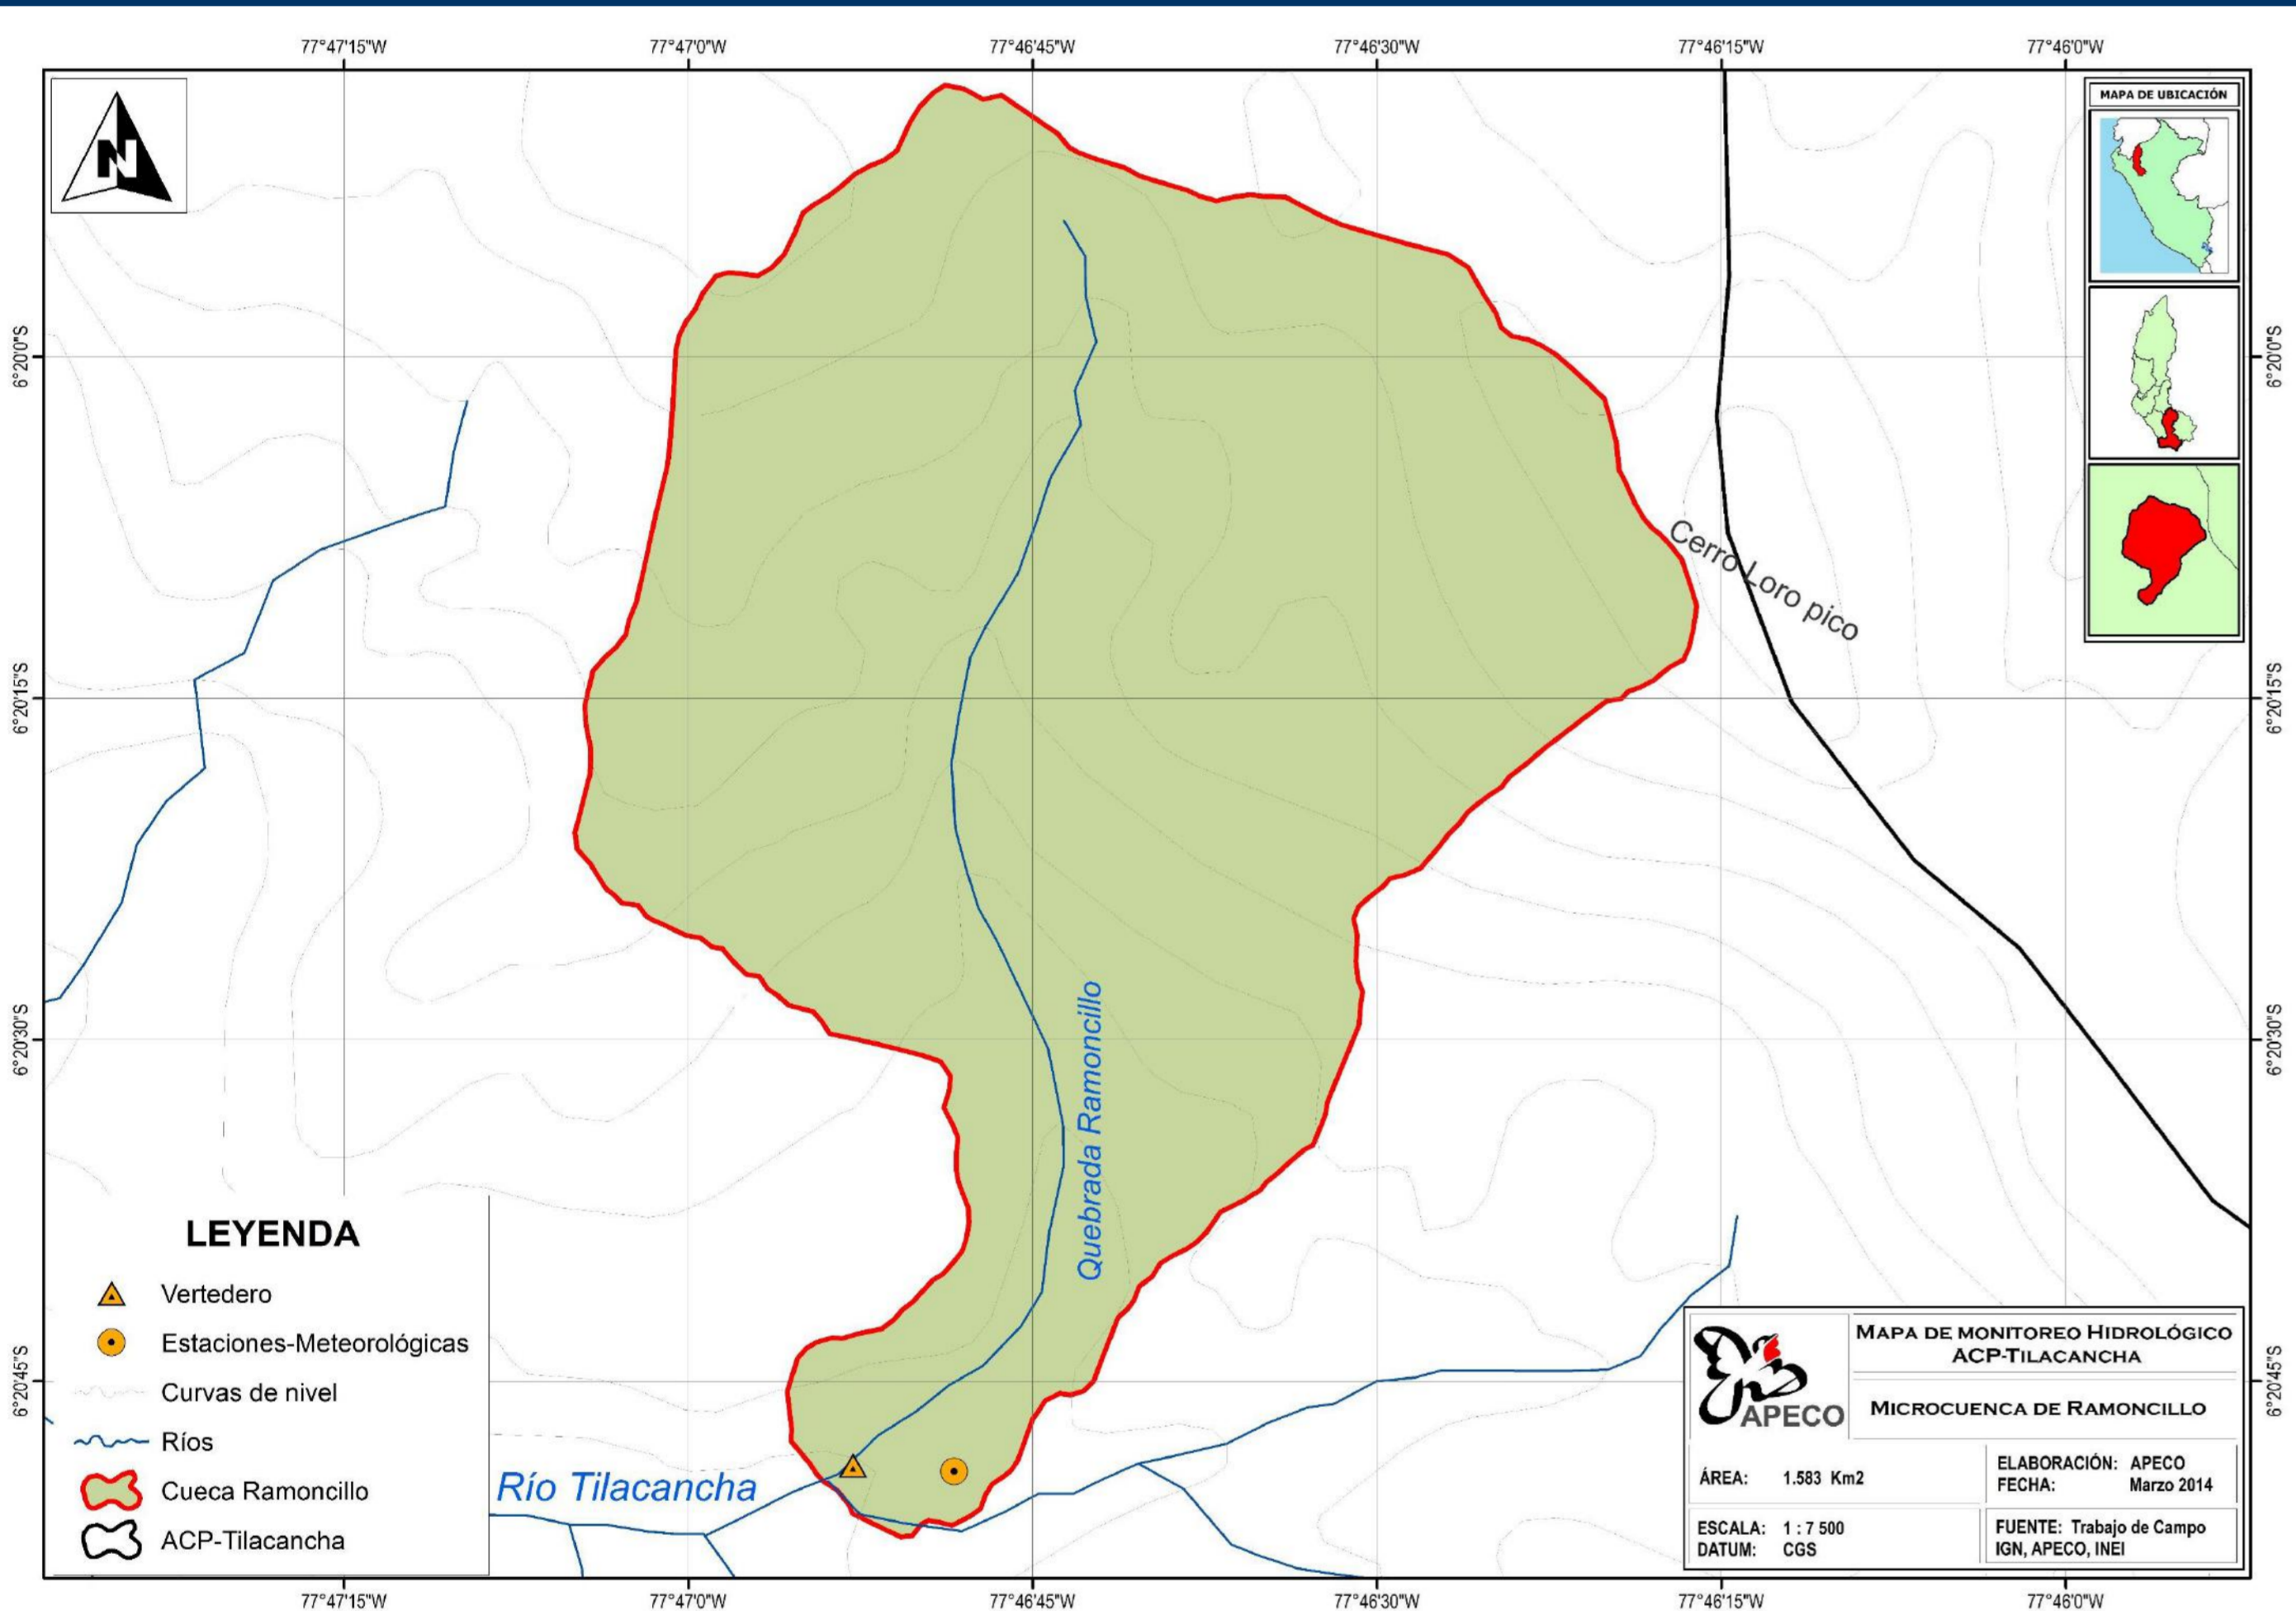 77°47'15"W
77°47'0"W
77°46'45"W
77°46'30"W
77°46'15"W
77°46'0"W
N
MAPA DE UBICACIÓN
6°20'0"S
6°20'0"S
Cerro Loro pico
6°20'15"S
6°20'15"S
6°20'30"S
6°20'30"S
Quebrada Ramoncillo
LEYENDA
Vertedero
Estaciones-Meteorológicas
Curvas de nivel
Ríos
Cueca Ramoncillo
ACP-Tilacancha
6°20'45"S
6°20'45"S
Río Tilacancha
APECO
MAPA DE MONITOREO HIDROLÓGICO
ACP-TILACANCHA
MICROCUENCA DE RAMONCILLO
ÁREA: 1.583 Km2
ELABORACIÓN: APECO
FECHA: Marzo 2014
ESCALA: 1 : 7 500
DATUM: CGS
FUENTE: Trabajo de Campo
IGN, APECO, INEI
77°47'15"W
77°47'0"W
77°46'45"W
77°46'30"W
77°46'15"W
77°46'0"W